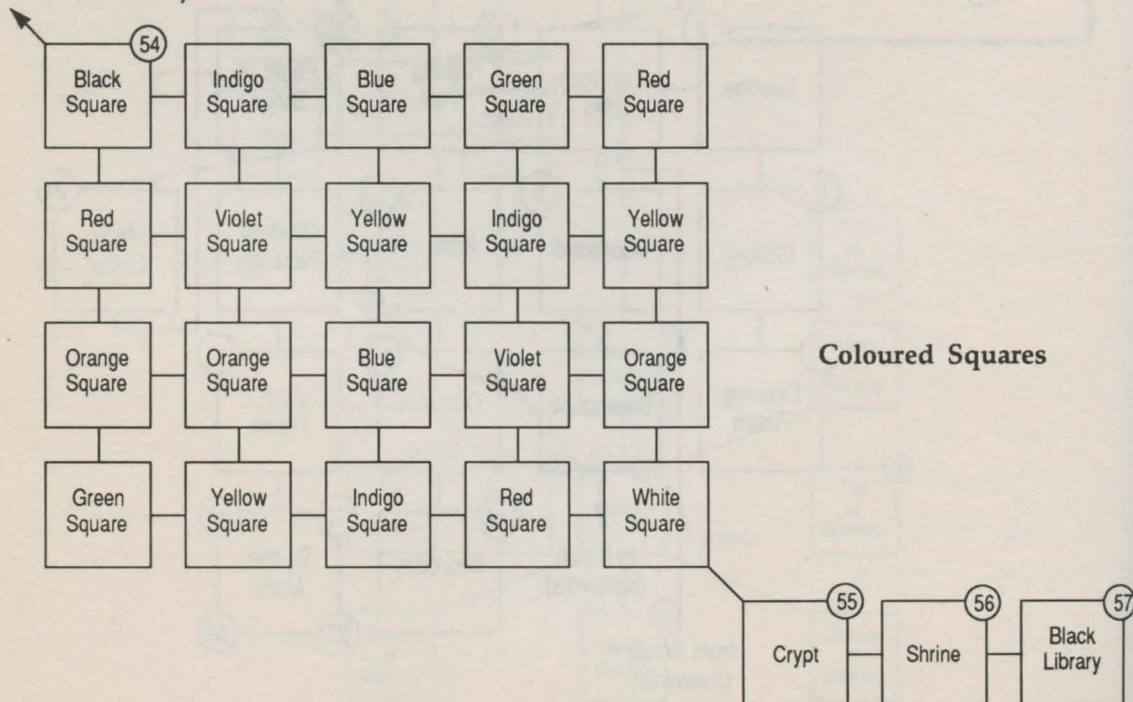 54
Black
Square
Indigo
Square
Blue
Square
Green
Square
Red
Square
Red
Square
Violet
Square
Yellow
Square
Indigo
Square
Yellow
Square
Orange
Square
Orange
Square
Blue
Square
Violet
Square
Orange
Square
Coloured Squares
Green
Square
Yellow
Square
Indigo
Square
Red
Square
White
Square
55
Crypt
56
Shrine
57
Black
Library